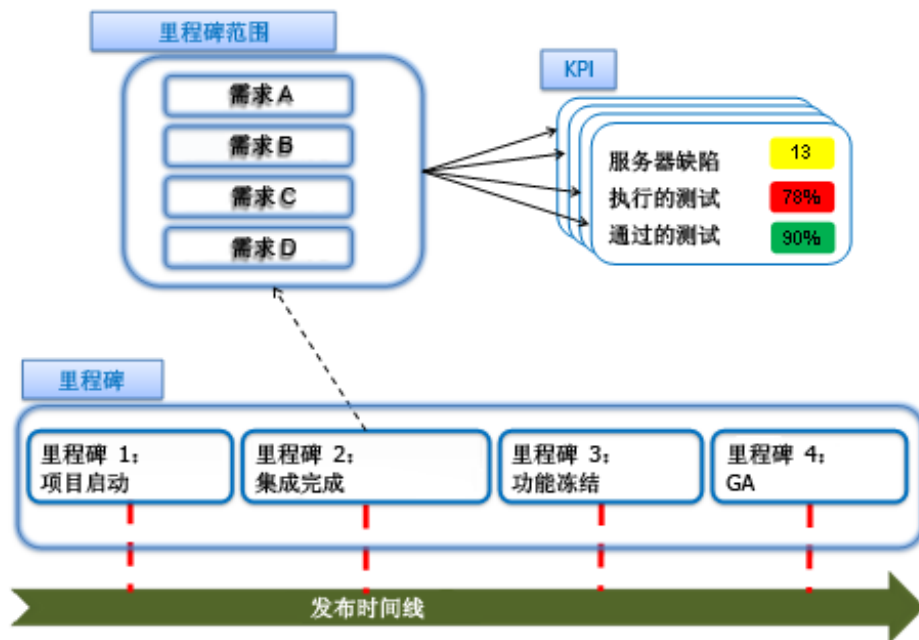 里程碑范围
需求 A
需求 B
需求 C
需求 D
KPI
服务器缺陷 13
执行的测试 78%
通过的测试 90%
里程碑
里程碑 1:
项目启动
里程碑 2:
集成完成
里程碑 3:
功能冻结
里程碑 4:
GA
发布时间线